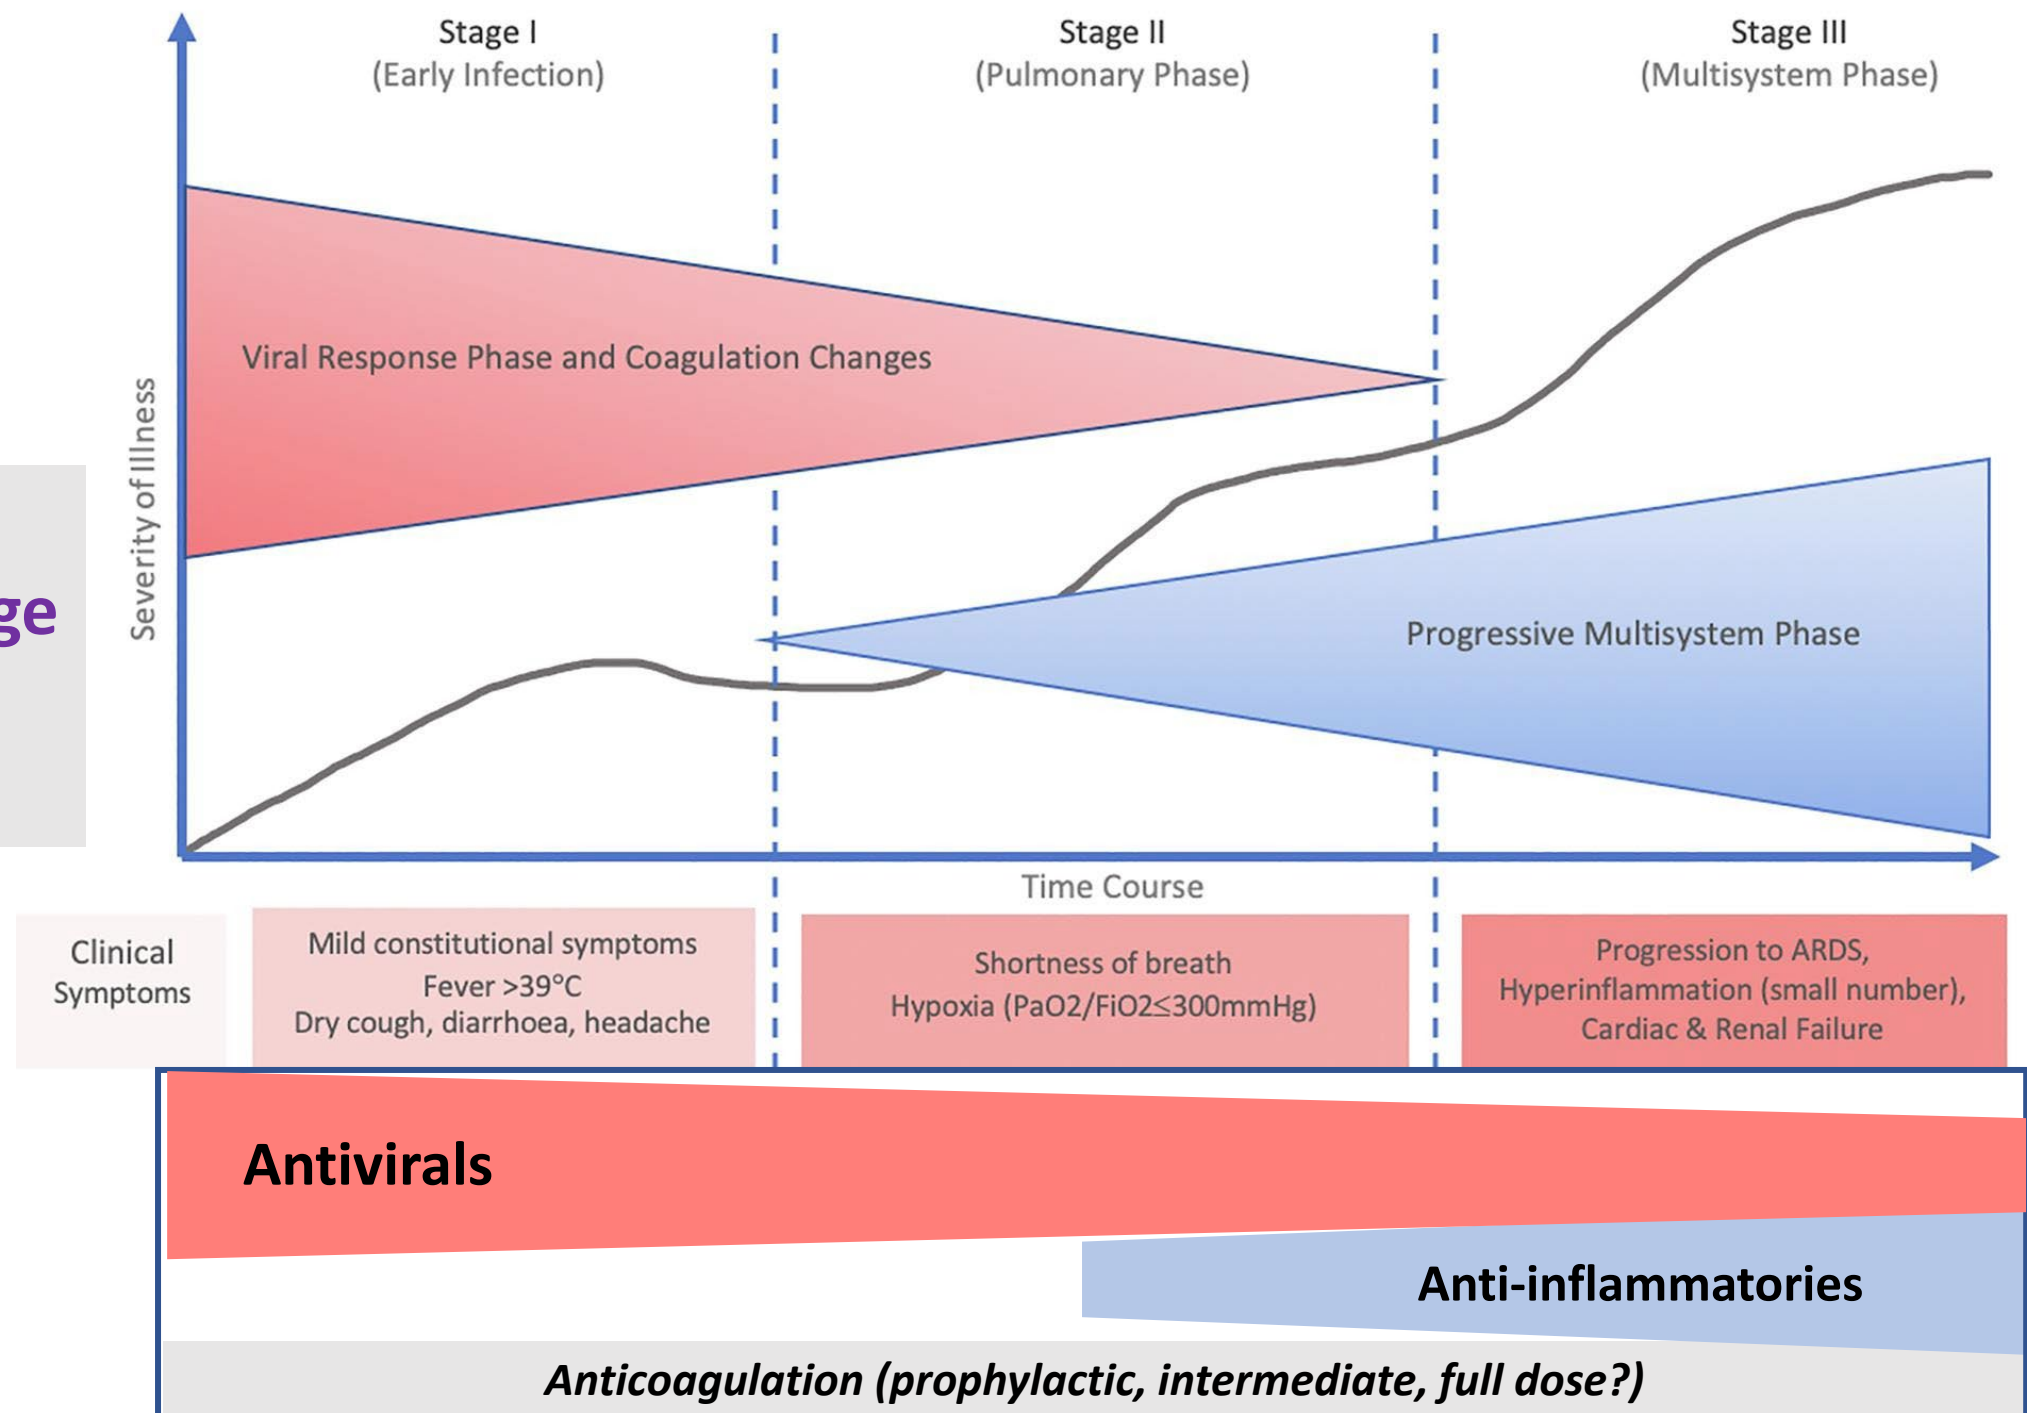 Stage I
(Early Infection)
Stage II
(Pulmonary Phase)
Stage III
(Multisystem Phase)
Viral Response Phase and Coagulation Changes
Severity of Illness
Progressive Multisystem Phase
Time Course
Clinical
Symptoms
Mild constitutional symptoms
Fever >39°C
Dry cough, diarrhoea, headache
Shortness of breath
Hypoxia (PaO2/FiO2≤300mmHg)
Progression to ARDS,
Hyperinflammation (small number),
Cardiac & Renal Failure
Antivirals
Anti-inflammatories
Anticoagulation (prophylactic, intermediate, full dose?)